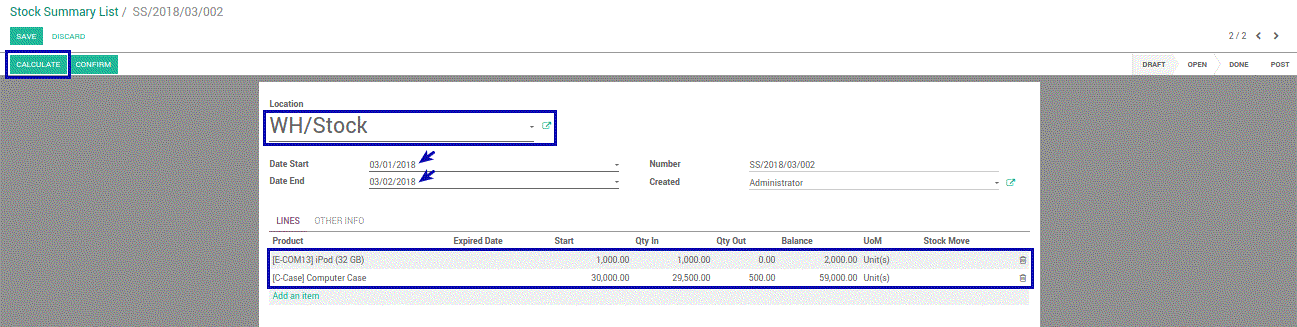 Stock Summary List / SS/2018/03/002
SAVE DISCARD 2 / 2
CALCULATE CONFIRM DRAFT OPEN DONE POST
Location
WH/Stock
Date Start 03/01/2018 Number SS/2018/03/002
Date End 03/02/2018 Created Administrator
LINES OTHER INFO
Product Expired Date Start Qty In Qty Out Balance UoM Stock Move
[E-COM13] iPod (32 GB) 1,000.00 1,000.00 0.00 2,000.00 Unit(s)
[C-Case] Computer Case 30,000.00 29,500.00 500.00 59,000.00 Unit(s)
Add an item